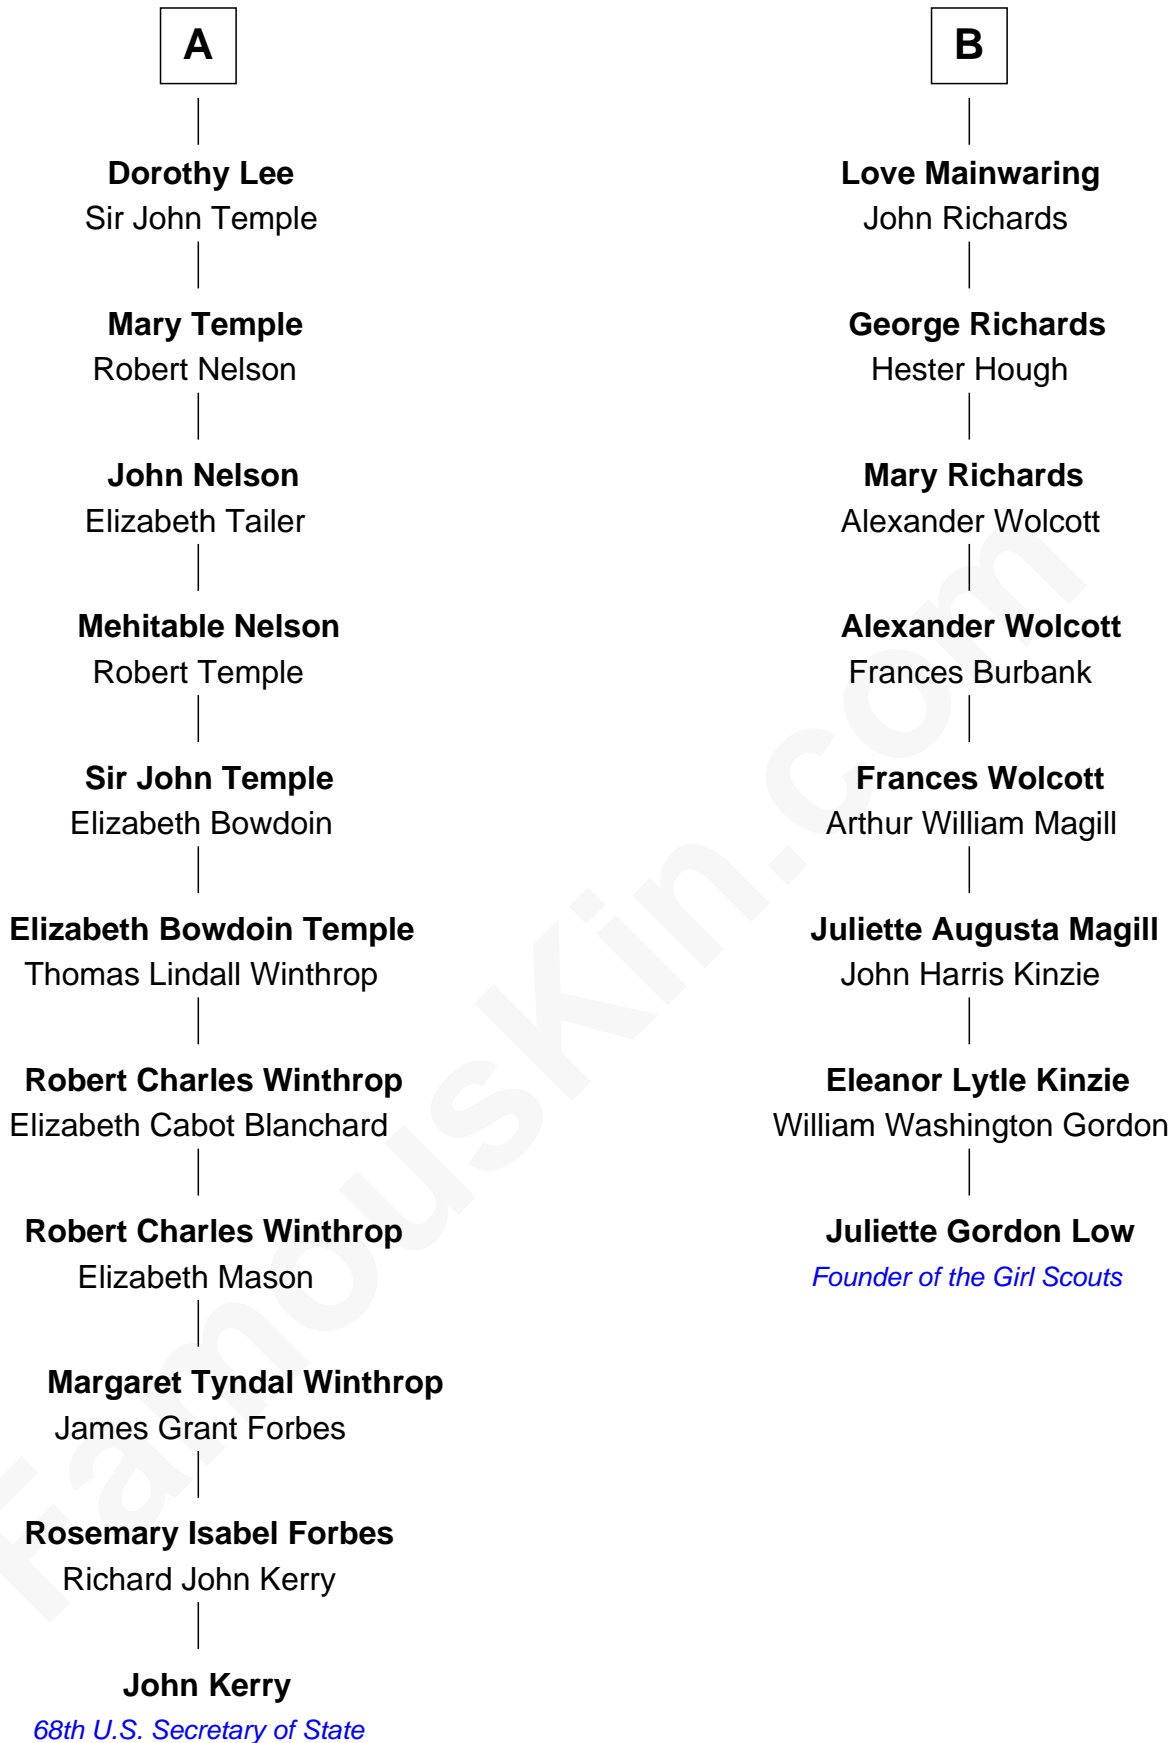 A
Dorothy Lee
Sir John Temple
Mary Temple
Robert Nelson
John Nelson
Elizabeth Tailer
Mehitable Nelson
Robert Temple
Sir John Temple
Elizabeth Bowdoin
Elizabeth Bowdoin Temple
Thomas Lindall Winthrop
Robert Charles Winthrop
Elizabeth Cabot Blanchard
Robert Charles Winthrop
Elizabeth Mason
Margaret Tyndal Winthrop
James Grant Forbes
Rosemary Isabel Forbes
Richard John Kerry
John Kerry
68th U.S. Secretary of State
B
Love Mainwaring
John Richards
George Richards
Hester Hough
Mary Richards
Alexander Wolcott
Alexander Wolcott
Frances Burbank
Frances Wolcott
Arthur William Magill
Juliette Augusta Magill
John Harris Kinzie
Eleanor Lytle Kinzie
William Washington Gordon
Juliette Gordon Low
Founder of the Girl Scouts
FamousKin.com